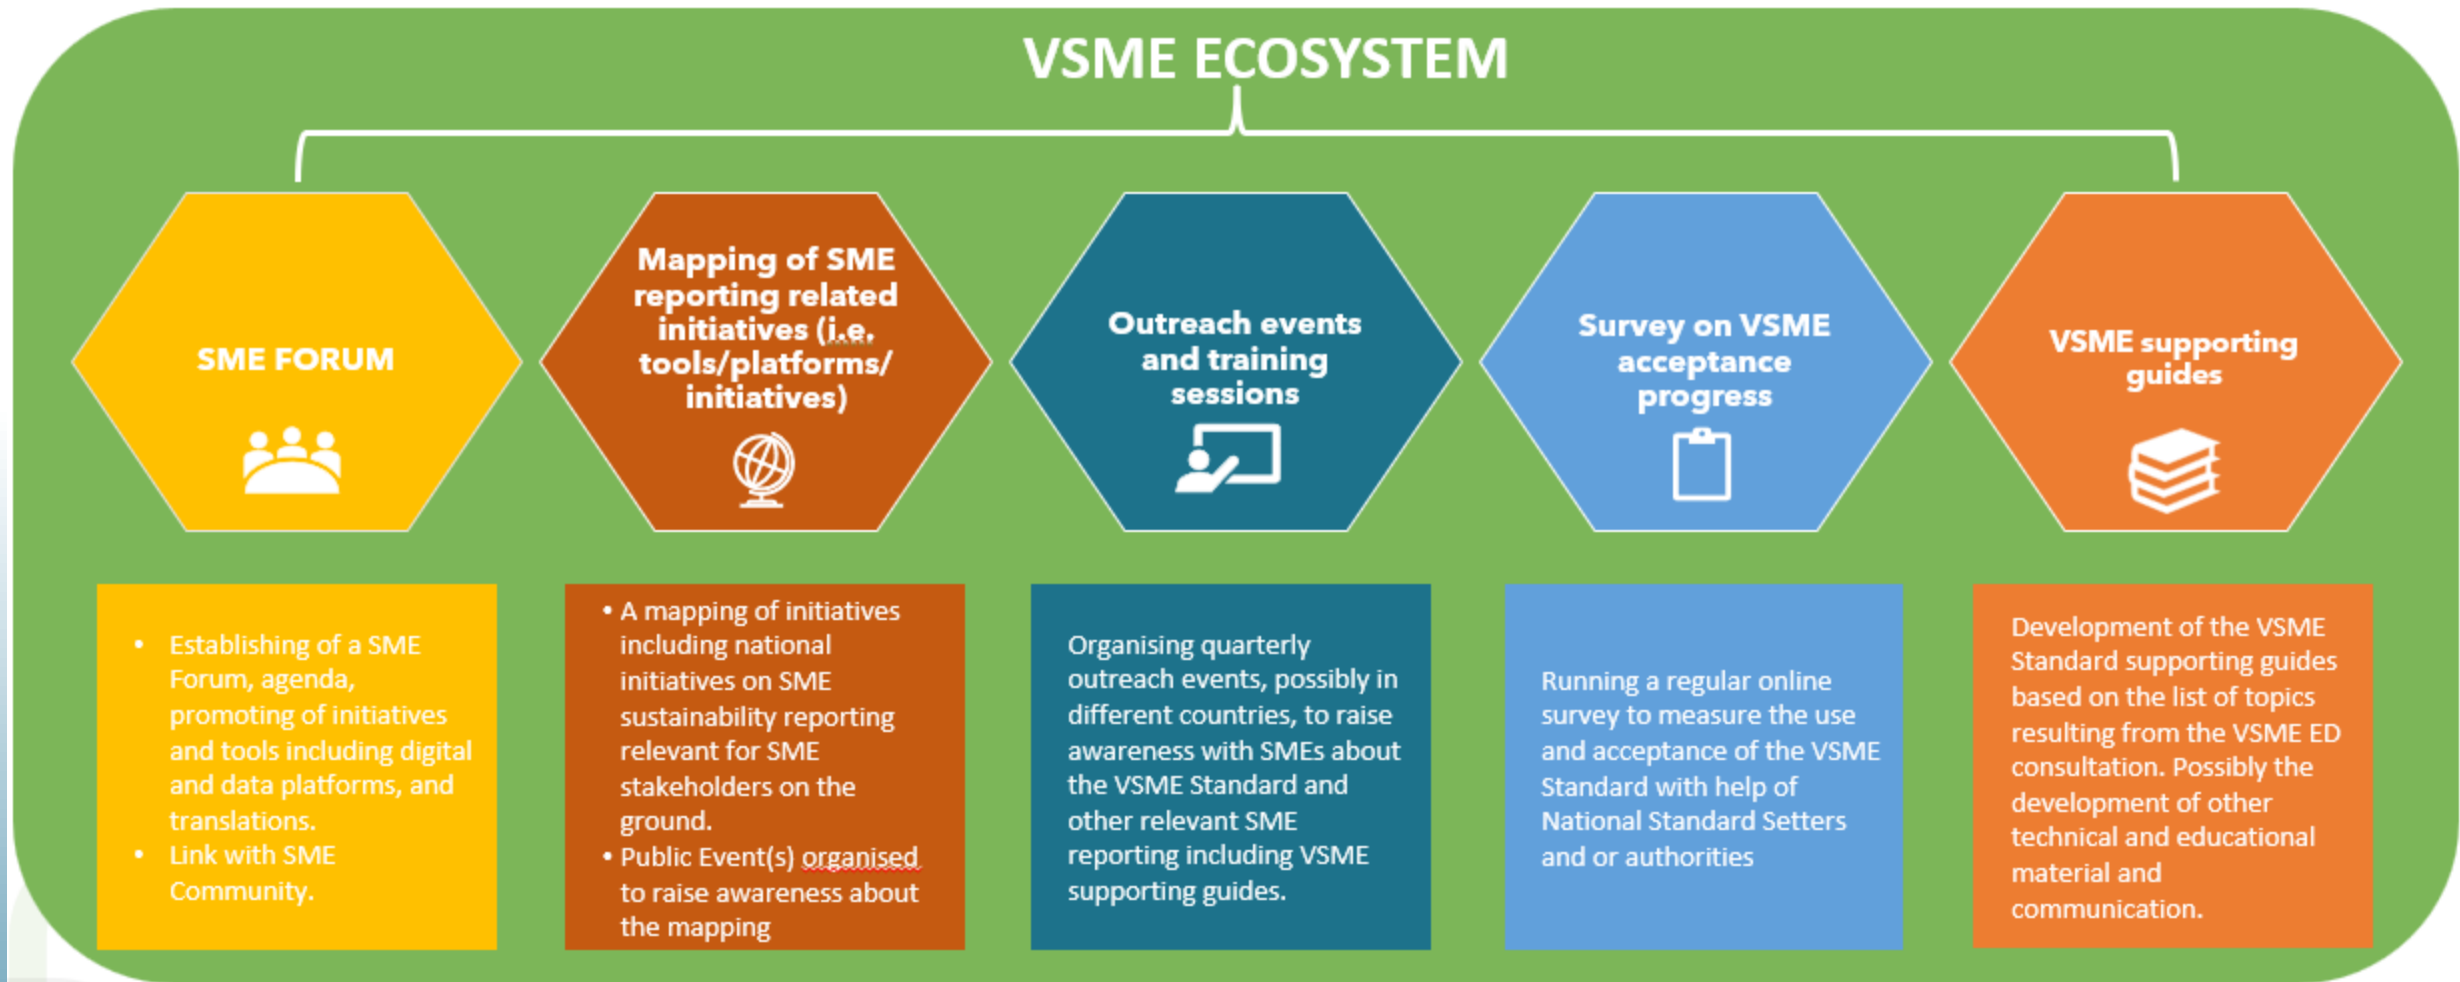 VSME ECOSYSTEM
SME FORUM
Mapping of SME
reporting related
initiatives (i.e.
tools/platforms/
initiatives)
Outreach events
and training
sessions
Survey on VSME
acceptance
progress
VSME supporting
guides
• Establishing of a SME
Forum, agenda,
promoting of initiatives
and tools including digital
and data platforms, and
translations.
• Link with SME
Community.
• A mapping of initiatives
including national
initiatives on SME
sustainability reporting
relevant for SME
stakeholders on the
ground.
• Public Event(s) organised
to raise awareness about
the mapping
Organising quarterly
outreach events, possibly in
different countries, to raise
awareness with SMEs about
the VSME Standard and
other relevant SME
reporting including VSME
supporting guides.
Running a regular online
survey to measure the use
and acceptance of the VSME
Standard with help of
National Standard Setters
and or authorities
Development of the VSME
Standard supporting guides
based on the list of topics
resulting from the VSME ED
consultation. Possibly the
development of other
technical and educational
material and
communication.